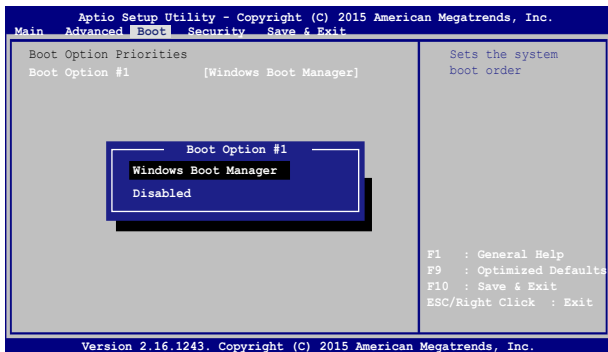 Aptio Setup Utility - Copyright (C) 2015 American Megatrends, Inc.
Main Advanced Boot Security Save & Exit
Boot Option Priorities
Boot Option #1 [Windows Boot Manager]
Sets the system
boot order
Boot Option #1
Windows Boot Manager
Disabled
F1 : General Help
F9 : Optimized Defaults
F10 : Save & Exit
ESC/Right Click : Exit
Version 2.16.1243. Copyright (C) 2015 American Megatrends, Inc.